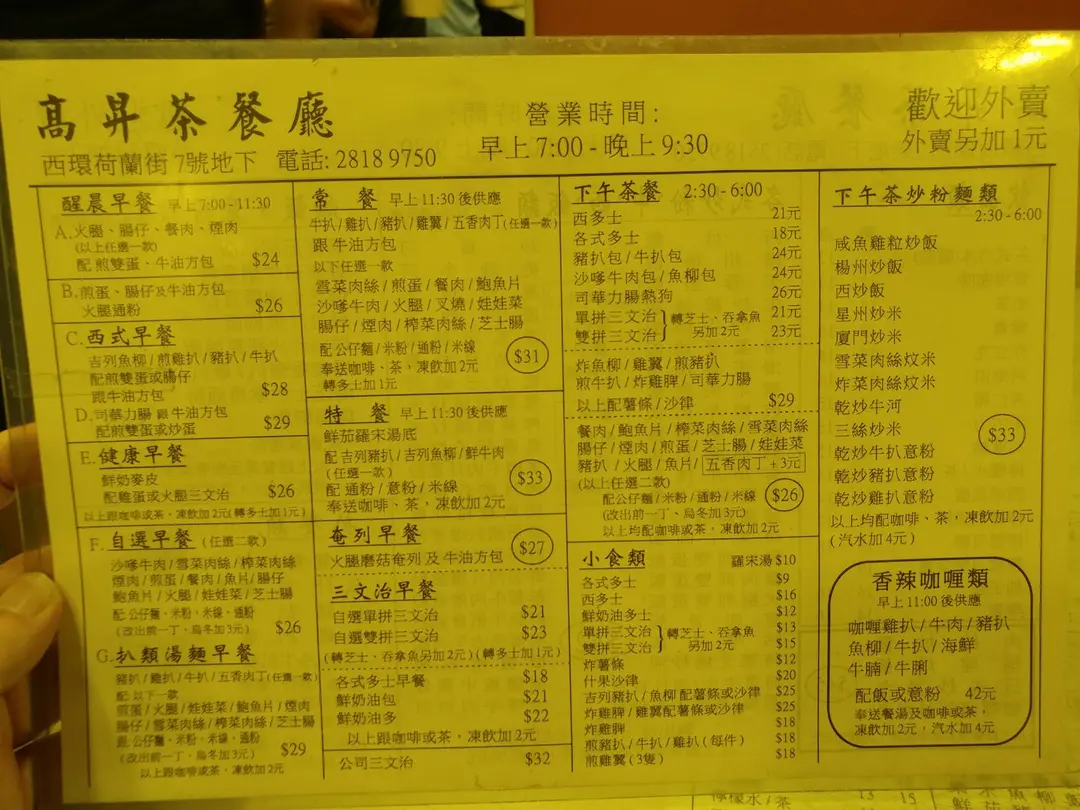 高昇茶餐廳
西環荷蘭街7號地下 電話:2818 9750
營業時間:
早上7:00-晚上9:30
歡迎外賣
外賣另加1元
醒晨早餐 早上7:00-11:30
A.火腿、腸仔、餐肉、煙肉
(以上任選一款)
配煎雙蛋、牛油方包 $24
B.煎蛋、腸仔及牛油方包
火腿通粉 $26
C.西式早餐
吉列魚柳/煎雞扒/豬扒/牛扒
配煎雙蛋或腸仔
跟牛油方包 $28
D.司華力腸 跟牛油方包
配煎雙蛋或炒蛋 $29
E.健康早餐
鮮奶麥皮
配雞蛋或火腿三文治 $26
以上跟咖啡或茶、凍飲加2元(轉多士加1元)
F.自選早餐 (任選二款)
沙嗲牛肉/雪菜肉絲/榨菜肉絲
煙肉/煎蛋/餐肉/魚片/腸仔
鮑魚片/火腿/娃娃菜/芝士腸
配:公仔麵、米粉、米線、通粉
(改出前一丁、烏冬加3元) $26
G.扒類湯麵早餐
豬扒/雞扒/牛扒/五香肉丁(任選一款)
配:以下一款
煎蛋/火腿/娃娃菜/鮑魚片/煙肉
腸仔/雪菜肉絲/榨菜肉絲/芝士腸
跟:公仔麵、米粉、米線、通粉
(改出前一丁、烏冬加3元) $29
以上跟咖啡或茶、凍飲加2元
常 餐 早上11:30後供應
牛扒/雞扒/豬扒/雞翼/五香肉丁(任選一款)
跟 牛油方包
以下任選一款
雪菜肉絲/煎蛋/餐肉/鮑魚片
沙嗲牛肉/火腿/叉燒/娃娃菜
腸仔/煙肉/榨菜肉絲/芝士腸
配公仔麵/米粉/通粉/米線
奉送咖啡、茶,凍飲加2元
轉多士加1元
$31
特 餐 早上11:30後供應
鮮茄羅宋湯底
配吉列豬扒/吉列魚柳/鮮牛肉
(任選一款)
配 通粉/意粉/米線
奉送咖啡、茶,凍飲加2元
$33
奄列早餐
火腿磨菇奄列及牛油方包 $27
三文治早餐
自選單拼三文治 $21
自選雙拼三文治 $23
(轉芝士、吞拿魚另加2元)(轉多士加1元)
各式多士早餐 $18
鮮奶油包 $21
鮮奶油多 $22
以上跟咖啡或茶、凍飲加2元
公司三文治 $32
下午茶餐 2:30-6:00
西多士 21元
各式多士 18元
豬扒包/牛扒包 24元
沙嗲牛肉包/魚柳包 24元
司華力腸熱狗 26元
單拼三文治 21元
雙拼三文治 23元
轉芝士、吞拿魚
另加2元
炸魚柳/雞翼/煎豬扒
煎牛扒/炸雞脾/司華力腸
以上配薯條/沙律 $29
餐肉/鮑魚片/榨菜肉絲/雪菜肉絲
腸仔/煙肉/煎蛋/芝士腸/娃娃菜
豬扒/火腿/魚片/五香肉丁+3元
(以上任選二款)
配公仔麵/米粉/通粉/米線
(改出前一丁、烏冬加3元)
以上均配咖啡或茶、凍飲加2元
$26
小食類 羅宋湯 $10
各式多士 $9
西多士 $16
鮮奶油多士 $12
單拼三文治 $13
雙拼三文治 $15
轉芝士、吞拿魚
另加2元
炸薯條 $12
什果沙律 $20
吉列豬扒/魚柳配薯條或沙律 $25
炸雞脾/雞翼配薯條或沙律 $25
炸雞脾 $18
煎豬扒/牛扒/雞扒(每件) $18
煎雞翼(3隻) $18
下午茶炒粉麵類
2:30-6:00
咸魚雞粒炒飯
楊州炒飯
西炒飯
星州炒米
廈門炒米
雪菜肉絲炆米
炸菜肉絲炆米
乾炒牛河
三絲炒米
乾炒牛扒意粉
乾炒豬扒意粉
乾炒雞扒意粉
$33
以上均配咖啡、茶,凍飲加2元
(汽水加4元)
香辣咖喱類
早上11:00後供應
咖喱雞扒/牛肉/豬扒
魚柳/牛扒/海鮮
牛腩/牛脷
配飯或意粉 42元
奉送餐湯及咖啡或茶,
凍飲加2元,汽水加4元